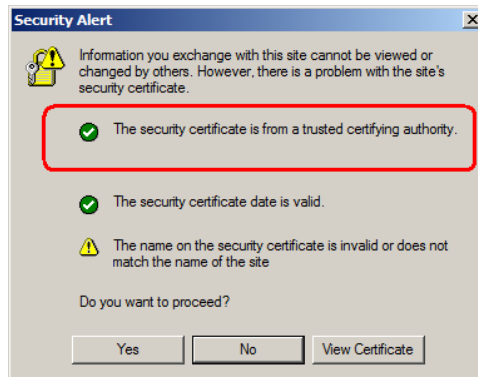 Security Alert
Information you exchange with this site cannot be viewed or
changed by others. However, there is a problem with the site's
security certificate.
The security certificate is from a trusted certifying authority.
The security certificate date is valid.
The name on the security certificate is invalid or does not
match the name of the site
Do you want to proceed?
Yes
No
View Certificate